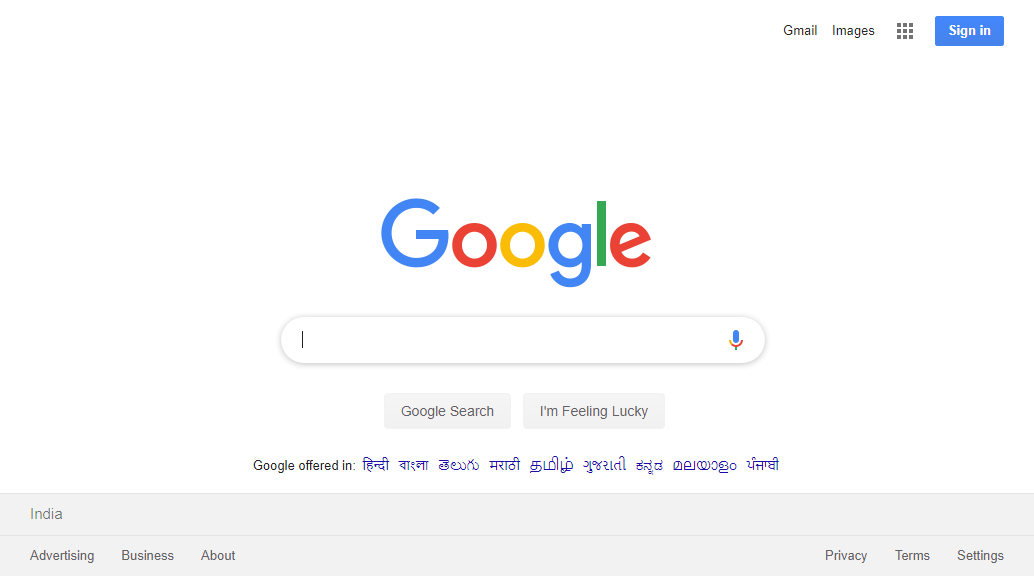 Gmail Images Sign in
Google
Google Search I'm Feeling Lucky
Google offered in: हिन्दी বাংলা తెలుగు मराठी தமிழ் ગુજરાતી ಕನ್ನಡ മലയാളം ਪੰਜਾਬੀ
India
Advertising Business About Privacy Terms Settings